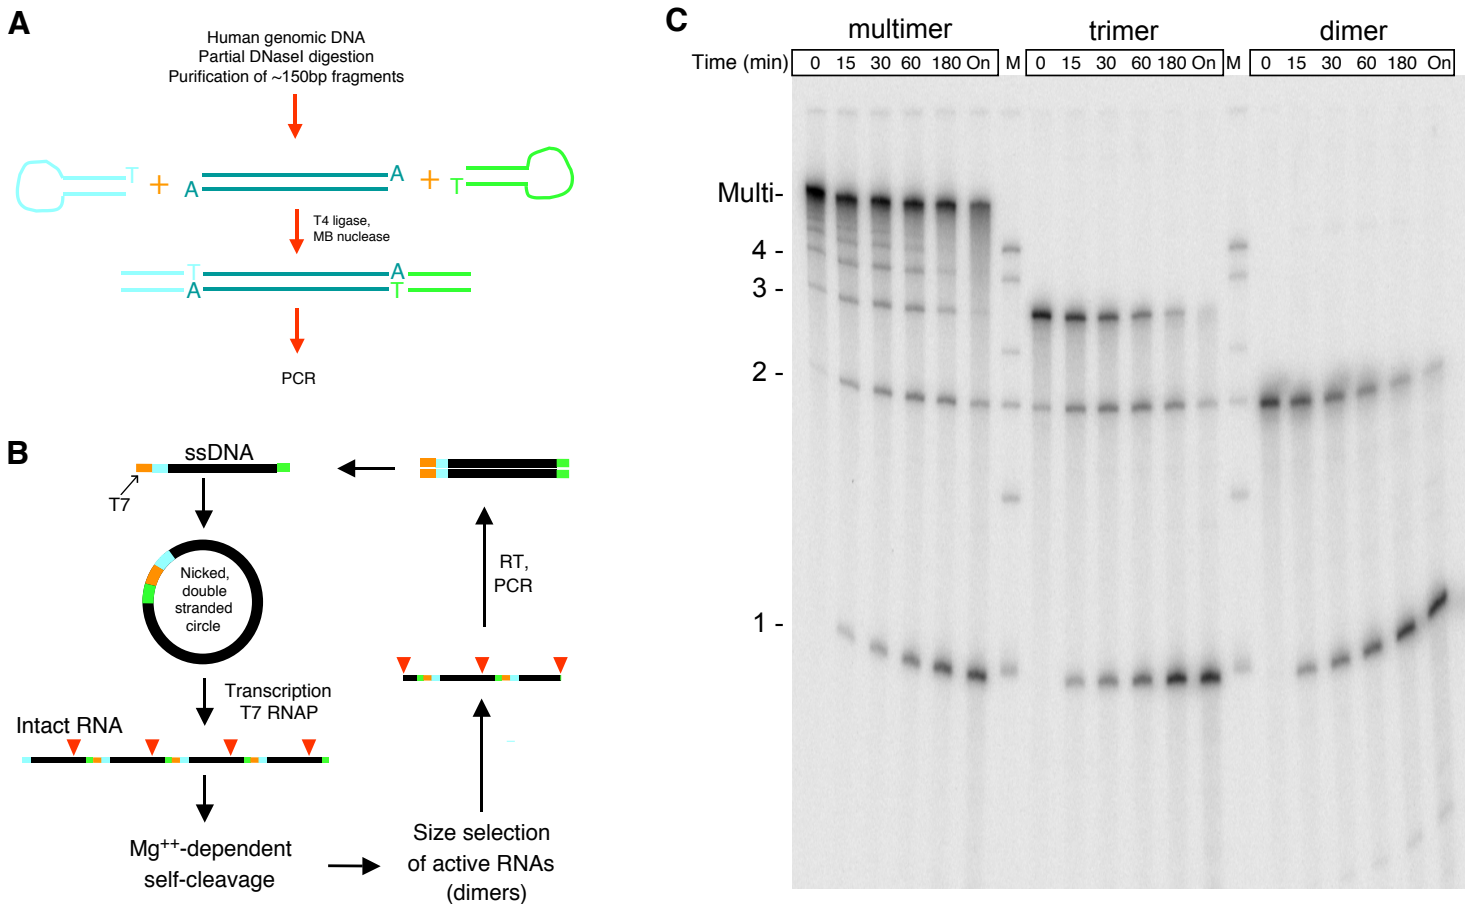 A
Human genomic DNA
Partial DNaseI digestion
Purification of ~150bp fragments
T
+
A
A
+
T
T4 ligase,
MB nuclease
T
A
A
T
PCR
B
ssDNA
T7
Nicked,
double
stranded
circle
Transcription
T7 RNAP
Intact RNA
Mg++-dependent
self-cleavage
Size selection
of active RNAs
(dimers)
RT,
PCR
C
multimer trimer dimer
Time (min) 0 15 30 60 180 On M 0 15 30 60 180 On M 0 15 30 60 180 On
Multi-
4 -
3 -
2 -
1 -